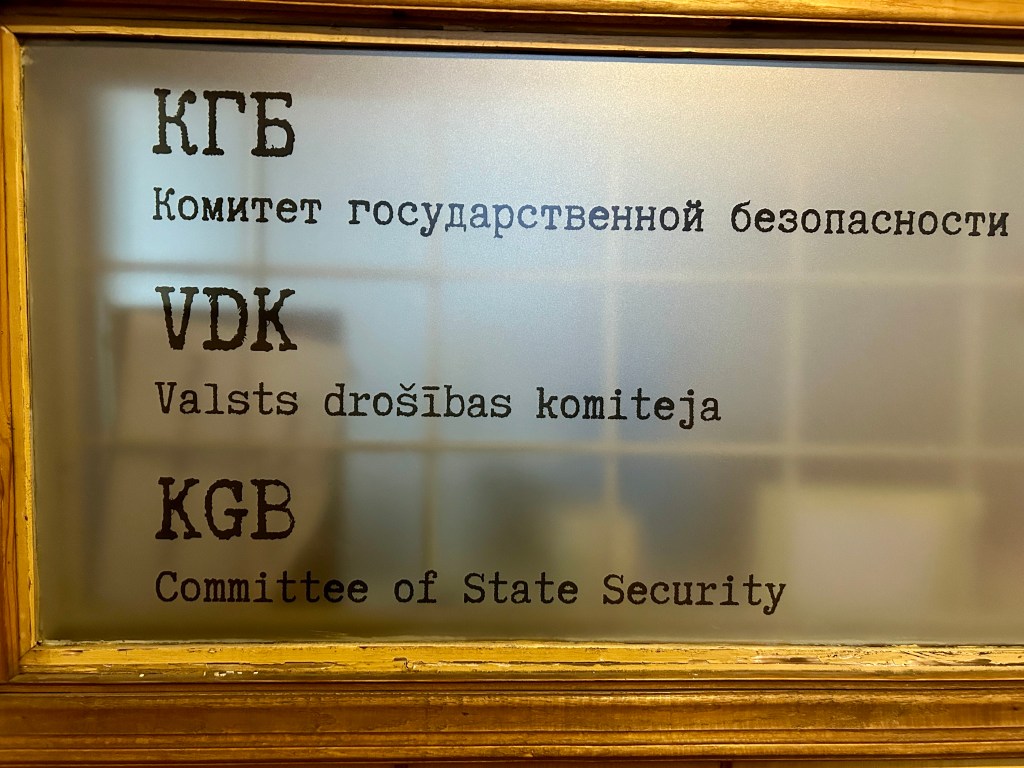 КГБ
Комитет государственной безопасности
VDK
Valsts drošības komiteja
KGB
Committee of State Security